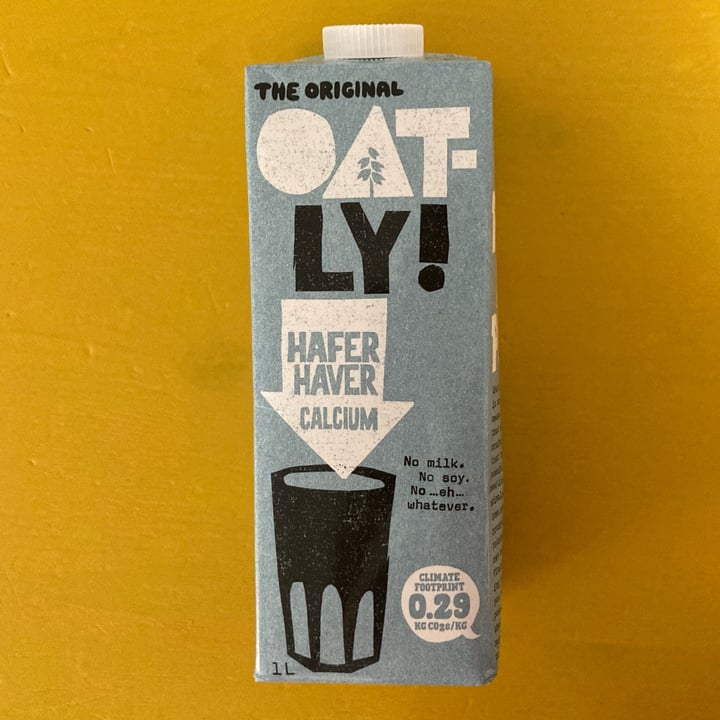 THE ORIGINAL
OAT-
LY!
HAFER
HAVER
CALCIUM
No milk.
No soy.
No...eh...
whatever.
CLIMATE
FOOTPRINT
0.29
KG CO2e/KG
1L